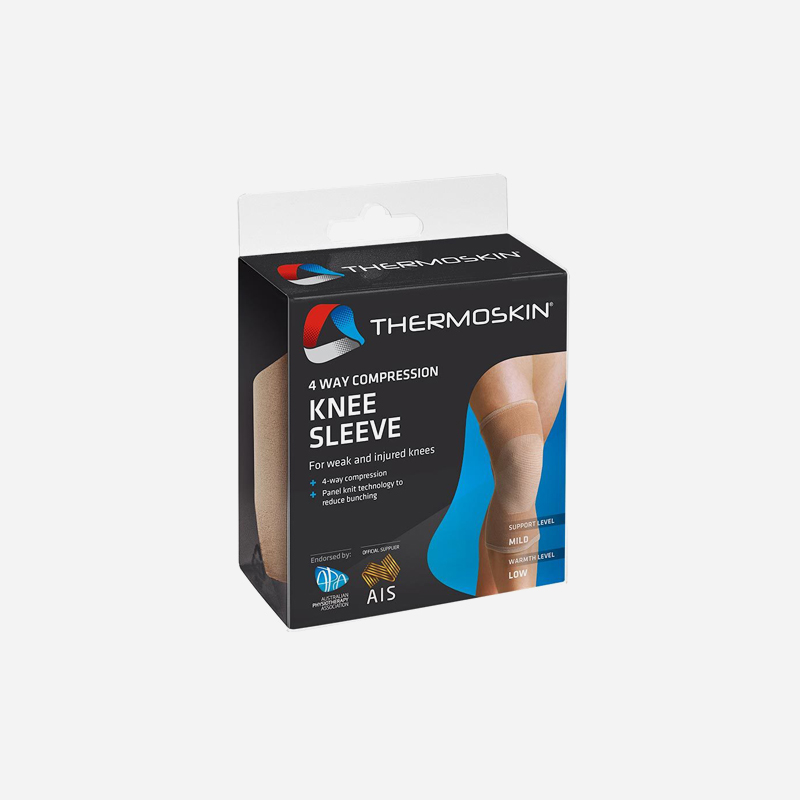 THERMOSKIN
THERMOSKIN®
4 WAY COMPRESSION
KNEE
SLEEVE
For weak and injured knees
+ 4-way compression
+ Panel knit technology to
reduce bunching
SUPPORT LEVEL
MILD
WARMTH LEVEL
LOW
Endorsed by:
APA
AUSTRALIAN
PHYSIOTHERAPY
ASSOCIATION
OFFICIAL SUPPLIER
AIS